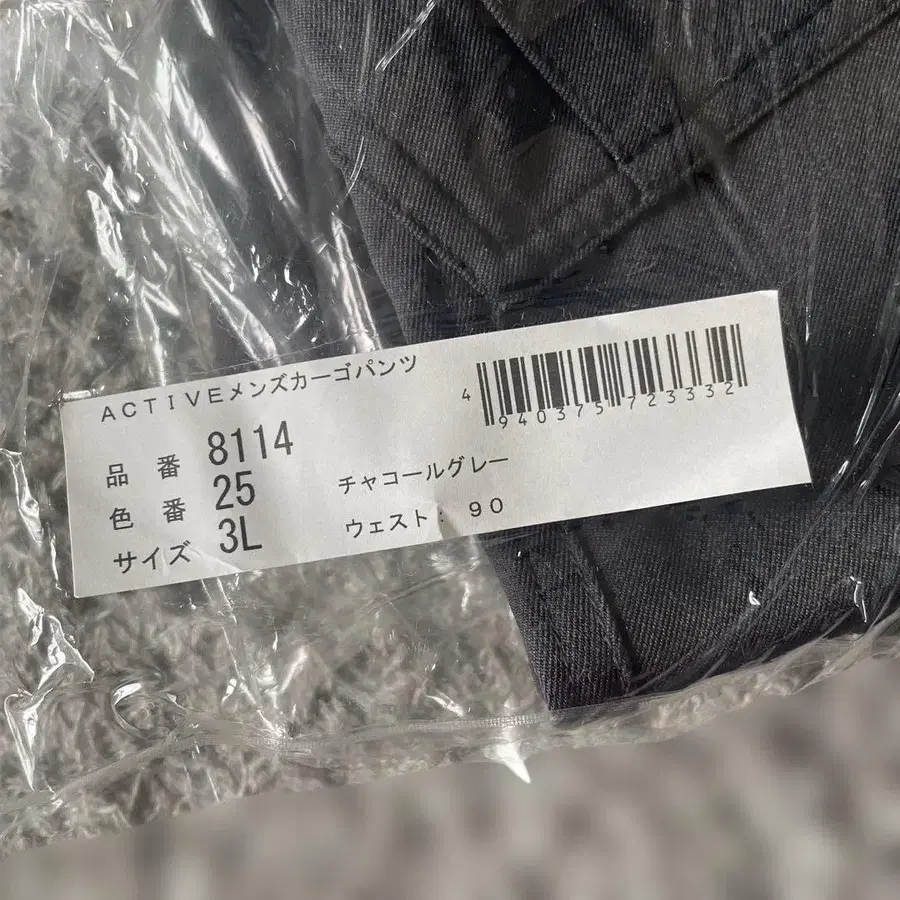 ACTIVEメンズカーゴパンツ
品 番 8114
色 番 25 チャコールグレー
サイズ 3L ウェスト: 90
4 940375 723332